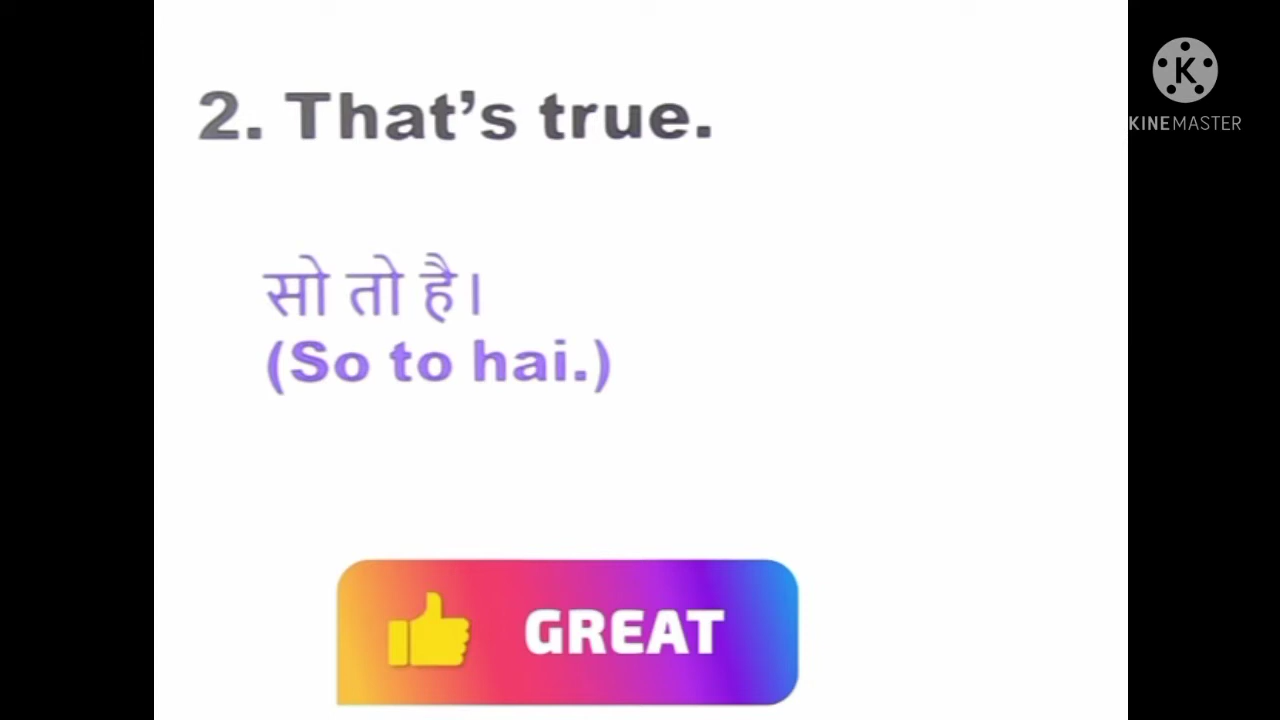 2. That's true.
सो तो है।
(So to hai.)
GREAT
K
KINEMASTER